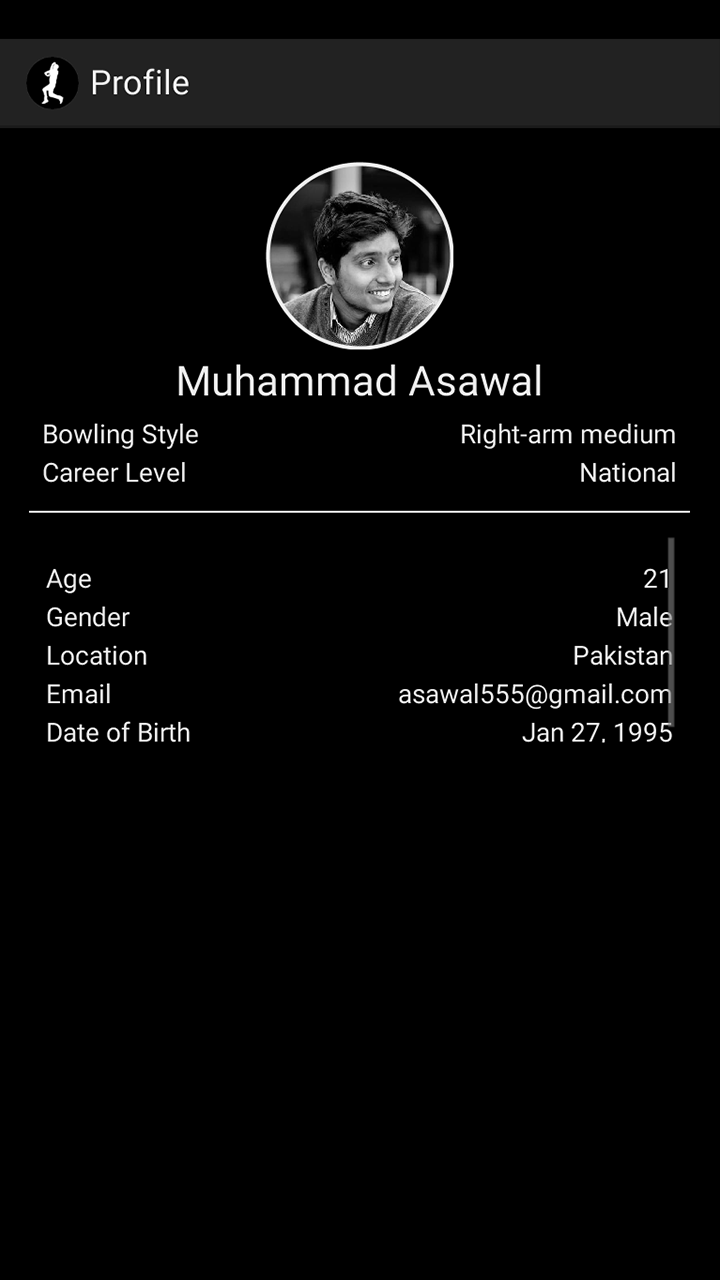 Profile
Muhammad Asawal
Bowling Style Right-arm medium
Career Level National
Age 21
Gender Male
Location Pakistan
Email asawal555@gmail.com
Date of Birth Jan 27, 1995